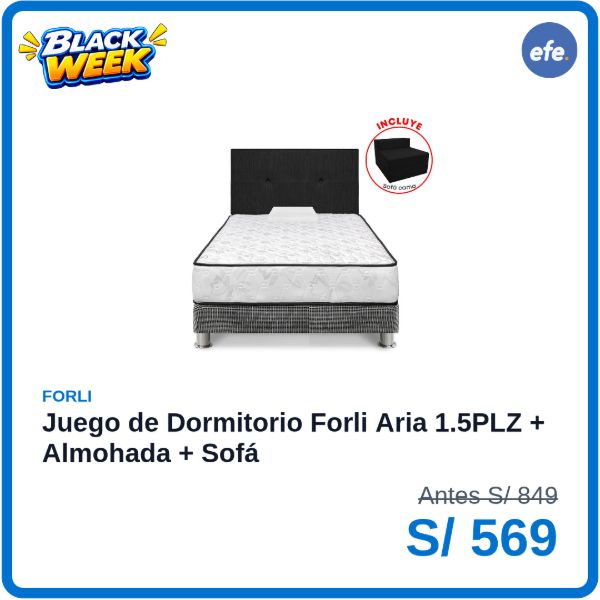 BLACK
WEEK
efe.
INCLUYE
Sofá cama
FORLI
Juego de Dormitorio Forli Aria 1.5PLZ +
Almohada + Sofá
Antes S/ 849
S/ 569